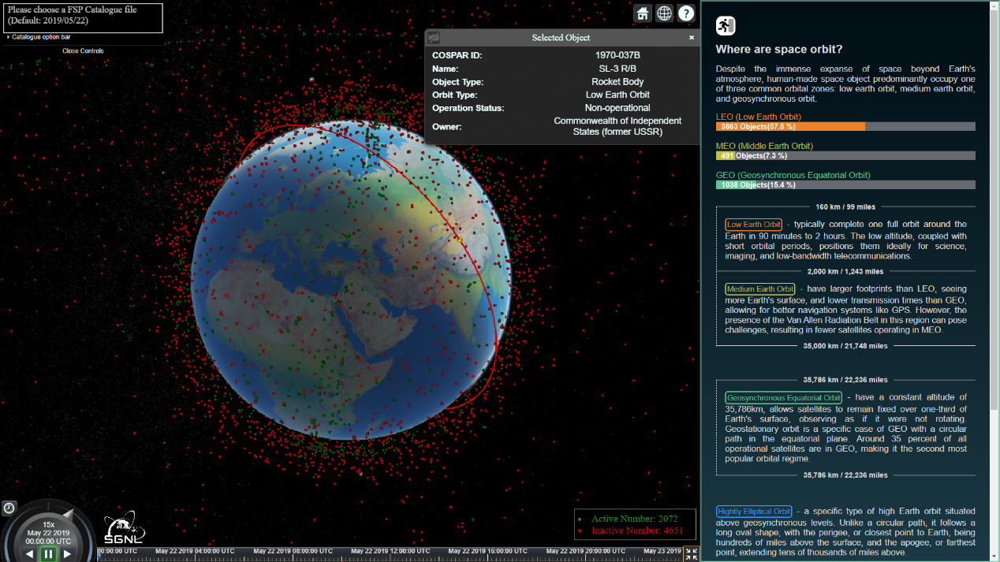 Please choose a FSP Catalogue file
(Default: 2019/05/22)
Catalogue option bar
Close Controls
?
Selected Object
×
COSPAR ID: 1970-037B
Name: SL-3 R/B
Object Type: Rocket Body
Orbit Type: Low Earth Orbit
Operation Status: Non-operational
Owner: Commonwealth of Independent
States (former USSR)
Where are space orbit?
Despite the immense expanse of space beyond Earth's
atmosphere, human-made space object predominantly occupy one
of three common orbital zones: low earth orbit, medium earth orbit,
and geosynchronous orbit.
LEO (Low Earth Orbit)
3863 Objects(57.5 %)
MEO (Middle Earth Orbit)
491 Objects(7.3 %)
GEO (Geosynchronous Equatorial Orbit)
1038 Objects(15.4 %)
160 km / 99 miles
Low Earth Orbit - typically complete one full orbit around the
Earth in 90 minutes to 2 hours. The low altitude, coupled with
short orbital periods, positions them ideally for science,
imaging, and low-bandwidth telecommunications.
2,000 km / 1,243 miles
Medium Earth Orbit - have larger footprints than LEO, seeing
more Earth's surface, and lower transmission times than GEO,
allowing for better navigation systems like GPS. However, the
presence of the Van Allen Radiation Belt in this region can pose
challenges, resulting in fewer satellites operating in MEO.
35,000 km / 21,748 miles
35,786 km / 22,236 miles
Geosynchronous Equatorial Orbit - have a constant altitude of
35,786km, allows satellites to remain fixed over one-third of
Earth's surface, observing as if it were not rotating.
Geostationary orbit is a specific case of GEO with a circular
path in the equatorial plane. Around 35 percent of all
operational satellites are in GEO, making it the second most
popular orbital regime.
35,786 km / 22,236 miles
Hightly Elliptical Orbit - a specific type of high Earth orbit situated
above geosynchronous levels. Unlike a circular path, it follows a
long oval shape, with the perigee, or closest point to Earth, being
hundreds of miles above the surface, and the apogee, or farthest
point, extending tens of thousands of miles above.
Active Number: 2072
Inactive Number: 4651
15x
May 22 2019
00:00:00 UTC
SGNL
00:00:00 UTC May 22 2019 04:00:00 UTC May 22 2019 08:00:00 UTC May 22 2019 12:00:00 UTC May 22 2019 16:00:00 UTC May 22 2019 20:00:00 UTC May 23 2019